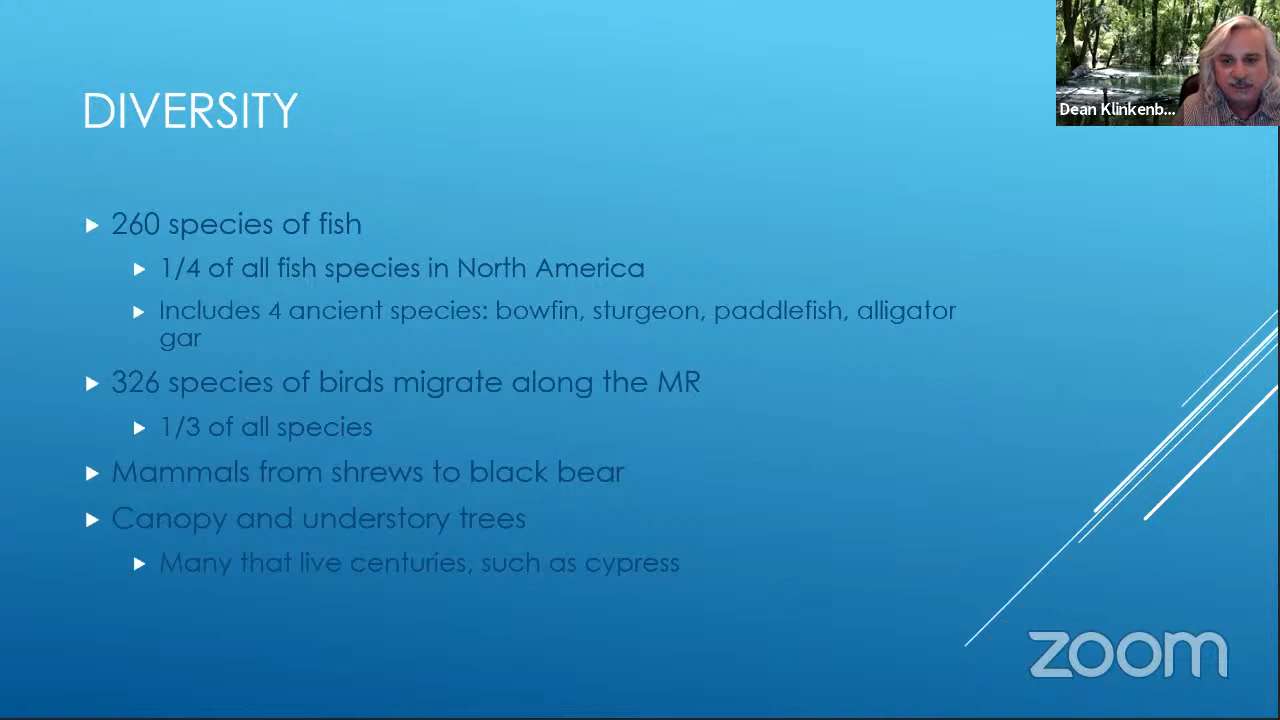 Dean Klinkenb...
DIVERSITY
260 species of fish
1/4 of all fish species in North America
Includes 4 ancient species: bowfin, sturgeon, paddlefish, alligator
gar
326 species of birds migrate along the MR
1/3 of all species
Mammals from shrews to black bear
Canopy and understory trees
Many that live centuries, such as cypress
zoom